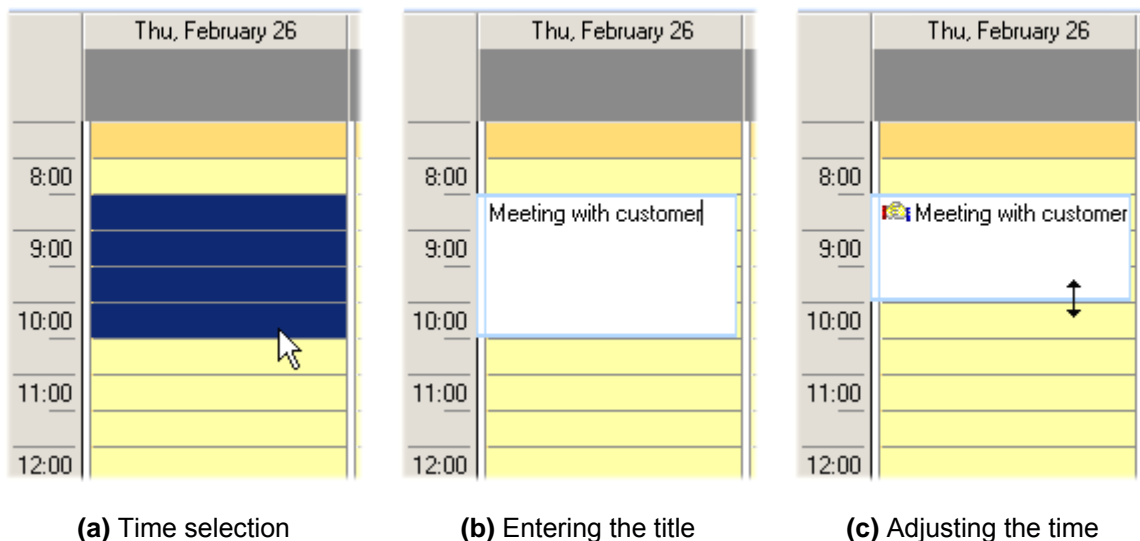 Thu, February 26
8:00
9:00
10:00
11:00
12:00
(a) Time selection
Thu, February 26
8:00
Meeting with customer
9:00
10:00
11:00
12:00
(b) Entering the title
Thu, February 26
8:00
Meeting with customer
9:00
10:00
11:00
12:00
(c) Adjusting the time